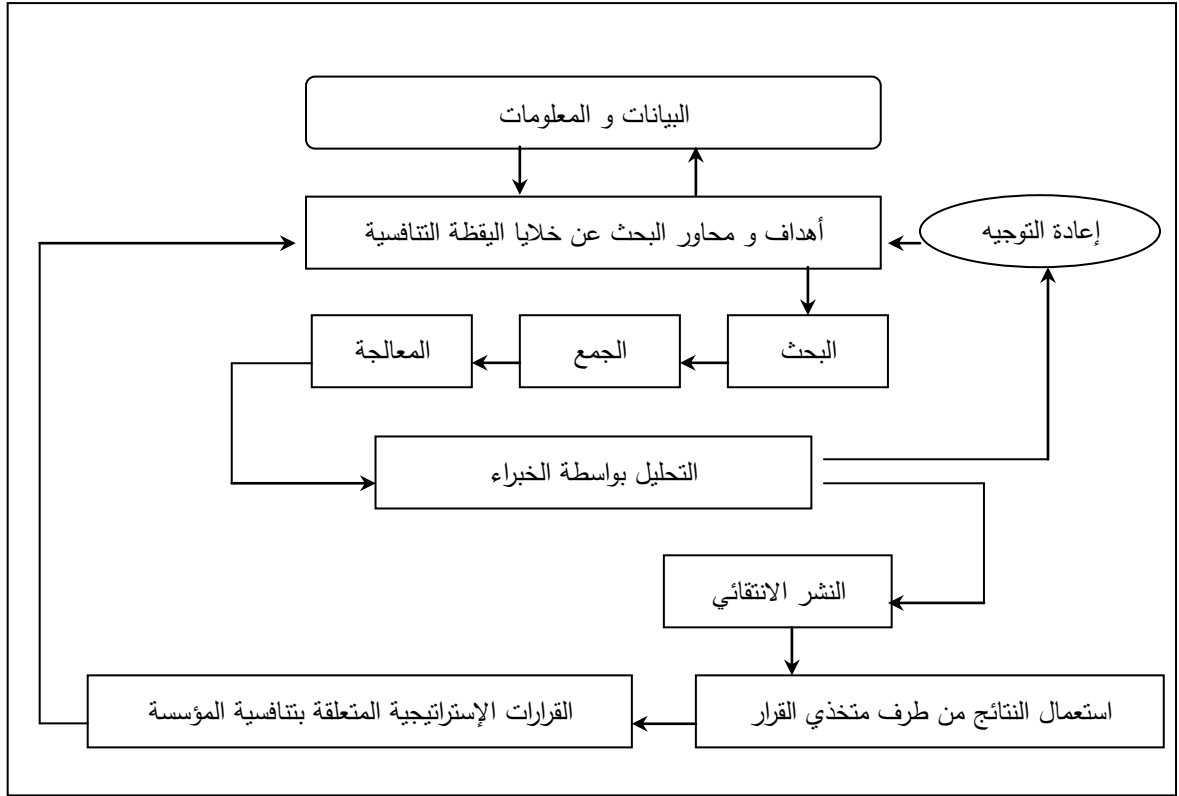 البيانات و المعلومات
أهداف و محاور البحث عن خلايا اليقظة التنافسية
إعادة التوجيه
البحث
الجمع
المعالجة
التحليل بواسطة الخبراء
النشر الانتقائي
استعمال النتائج من طرف متخذي القرار
القرارات الإستراتيجية المتعلقة بتنافسية المؤسسة